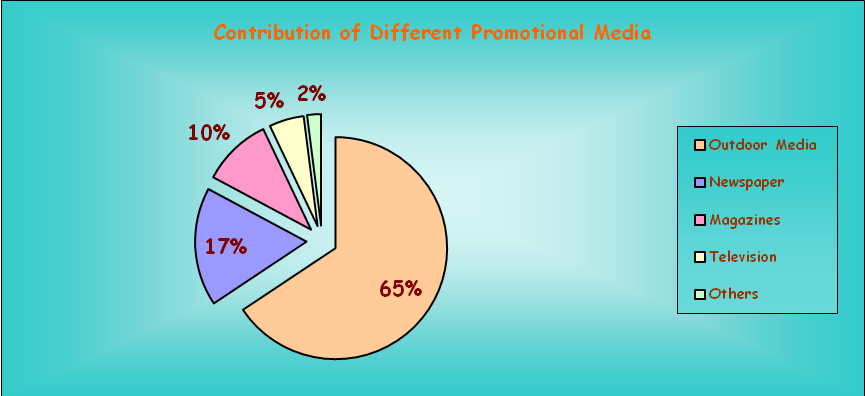 Contribution of Different Promotional Media
2%
5%
10%
17%
65%
Outdoor Media
Newspaper
Magazines
Television
Others